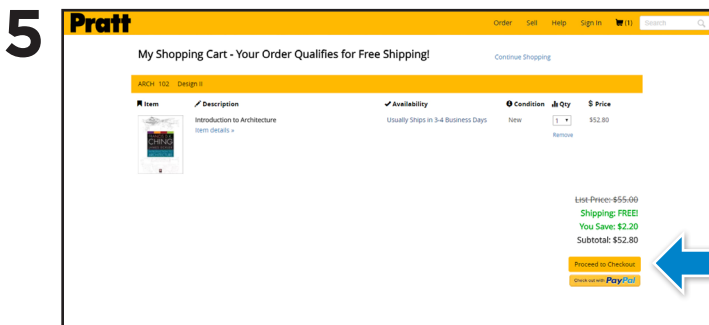 5
Pratt
Order Sell Help Sign In (1) Search
My Shopping Cart - Your Order Qualifies for Free Shipping!
Continue Shopping
ARCH 102 Design II
Item Description Availability Condition Qty $ Price
Introduction to Architecture Usually Ships in 3-4 Business Days New 1 $52.80
Item details »
Remove
CHING
List Price: $55.00
Shipping: FREE!
You Save: $2.20
Subtotal: $52.80
Proceed to Checkout
Check out with PayPal